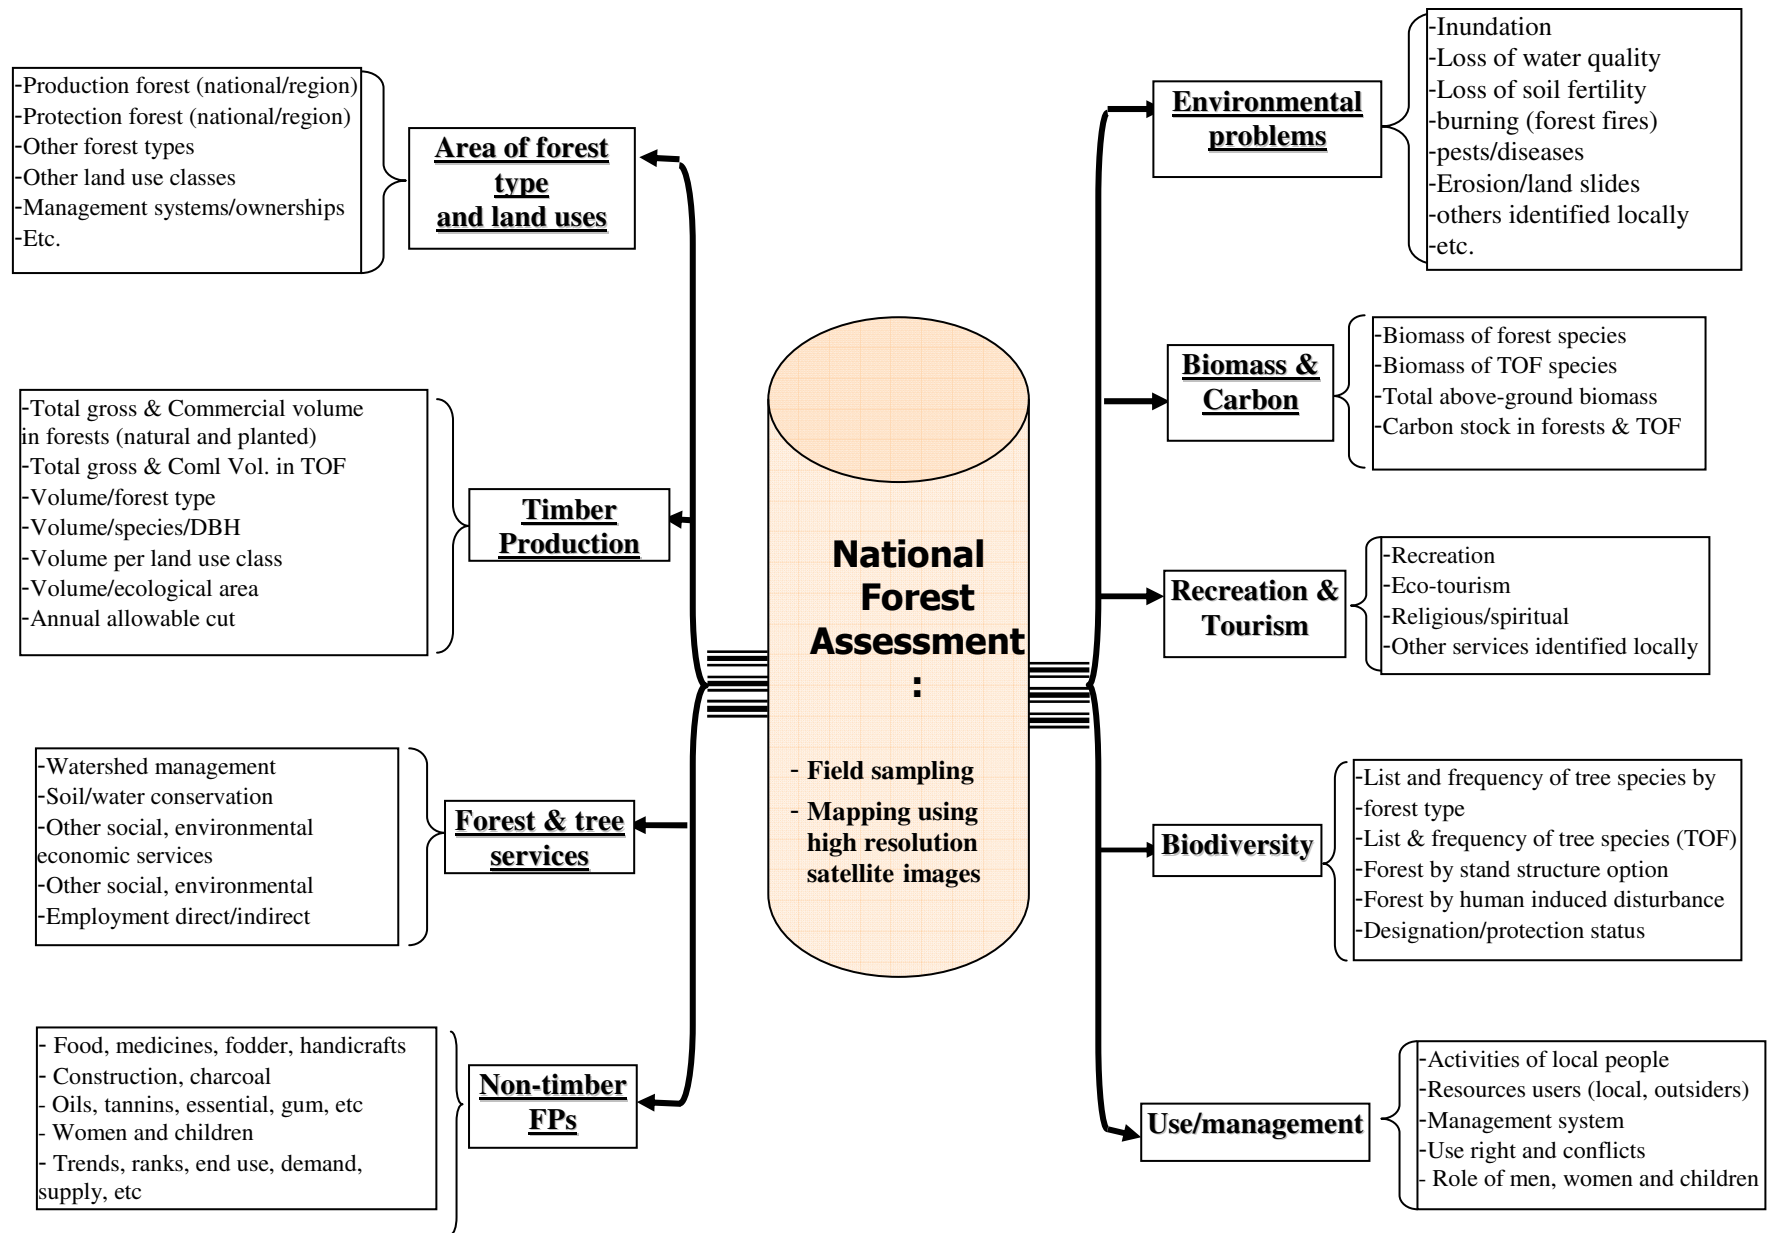 -Production forest (national/region)
-Protection forest (national/region)
-Other forest types
-Other land use classes
-Management systems/ownerships
-Etc.
Area of forest
type
and land uses
-Total gross & Commercial volume
in forests (natural and planted)
-Total gross & Coml Vol. in TOF
-Volume/forest type
-Volume/species/DBH
-Volume per land use class
-Volume/ecological area
-Annual allowable cut
Timber
Production
-Watershed management
-Soil/water conservation
-Other social, environmental
economic services
-Other social, environmental
-Employment direct/indirect
Forest & tree
services
- Food, medicines, fodder, handicrafts
- Construction, charcoal
- Oils, tannins, essential, gum, etc
- Women and children
- Trends, ranks, end use, demand,
supply, etc
Non-timber
FPs
National
Forest
Assessment
:
- Field sampling
- Mapping using
high resolution
satellite images
Environmental
problems
-Inundation
-Loss of water quality
-Loss of soil fertility
-burning (forest fires)
-pests/diseases
-Erosion/land slides
-others identified locally
-etc.
Biomass &
Carbon
-Biomass of forest species
-Biomass of TOF species
-Total above-ground biomass
-Carbon stock in forests & TOF
Recreation &
Tourism
-Recreation
-Eco-tourism
-Religious/spiritual
-Other services identified locally
Biodiversity
-List and frequency of tree species by
-forest type
-List & frequency of tree species (TOF)
-Forest by stand structure option
-Forest by human induced disturbance
-Designation/protection status
Use/management
-Activities of local people
-Resources users (local, outsiders)
-Management system
-Use right and conflicts
- Role of men, women and children